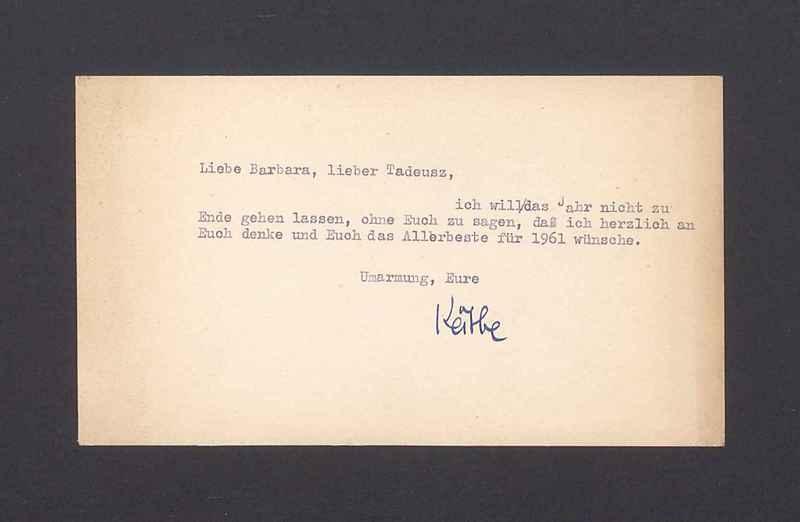 Liebe Barbara, lieber Tadeusz,
ich will/das Jahr nicht zu
Ende gehen lassen, ohne Euch zu sagen, daß ich herzlich an
Euch denke und Euch das Allerbeste für 1961 wünsche.
Umarmung, Eure
Käthe